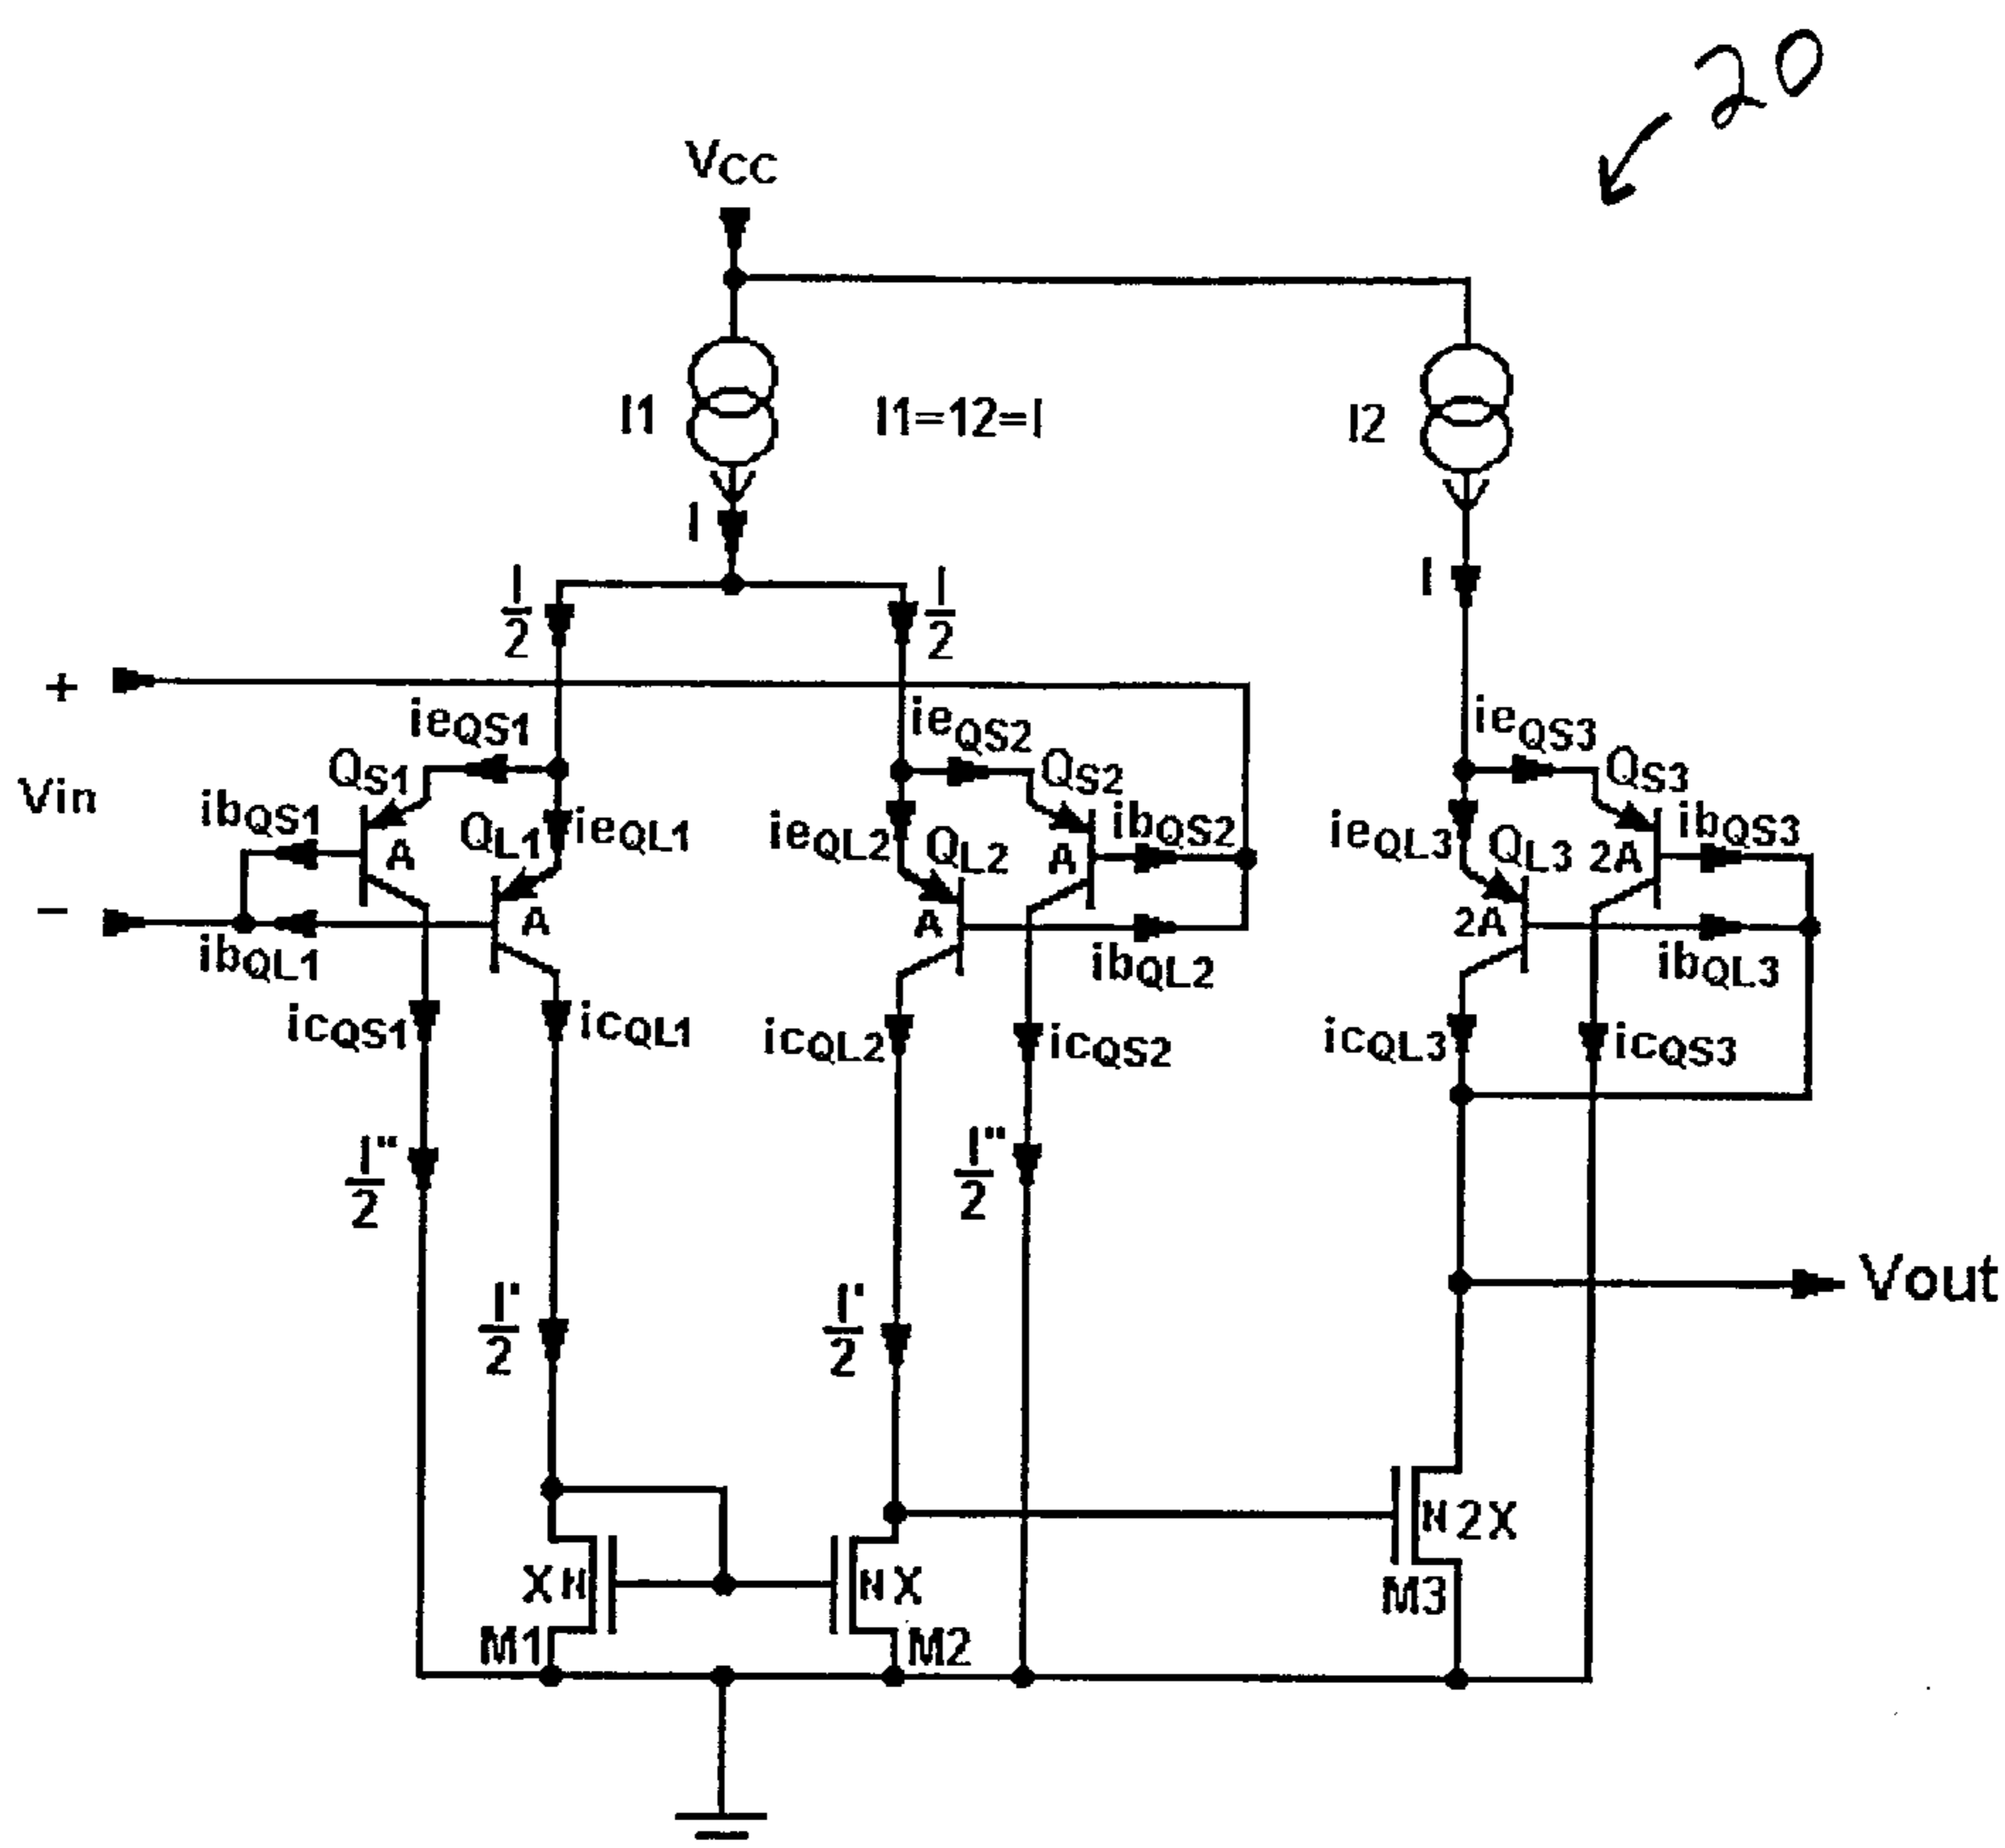 20
VCC
I1
I1=12=I
I2
I
I
I
2
I
2
+
ieQS1
ieQS2
ieQS3
QS1
QS2
QS3
Vin
ibQS1
QL1
ieQL1
ieQL2
QL2
ibQS2
ieQL3
QL3
ibQS3
A
A
2A
−
A
A
2A
ibQL1
ibQL2
ibQL3
icQS1
icQL1
icQL2
icQS2
icQL3
icQS3
I"
2
I"
2
Vout
I'
2
I'
2
N 2X
X N
N X
M3
M1
M2